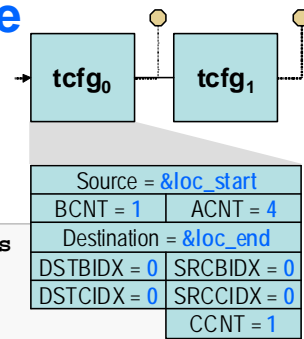 e
tcfg0 tcfg1
Source = &loc_start
BCNT = 1 ACNT = 4
s Destination = &loc_end
DSTBIDX = 0 SRCBIDX = 0
DSTCIDX = 0 SRCCIDX = 0
CCNT = 1